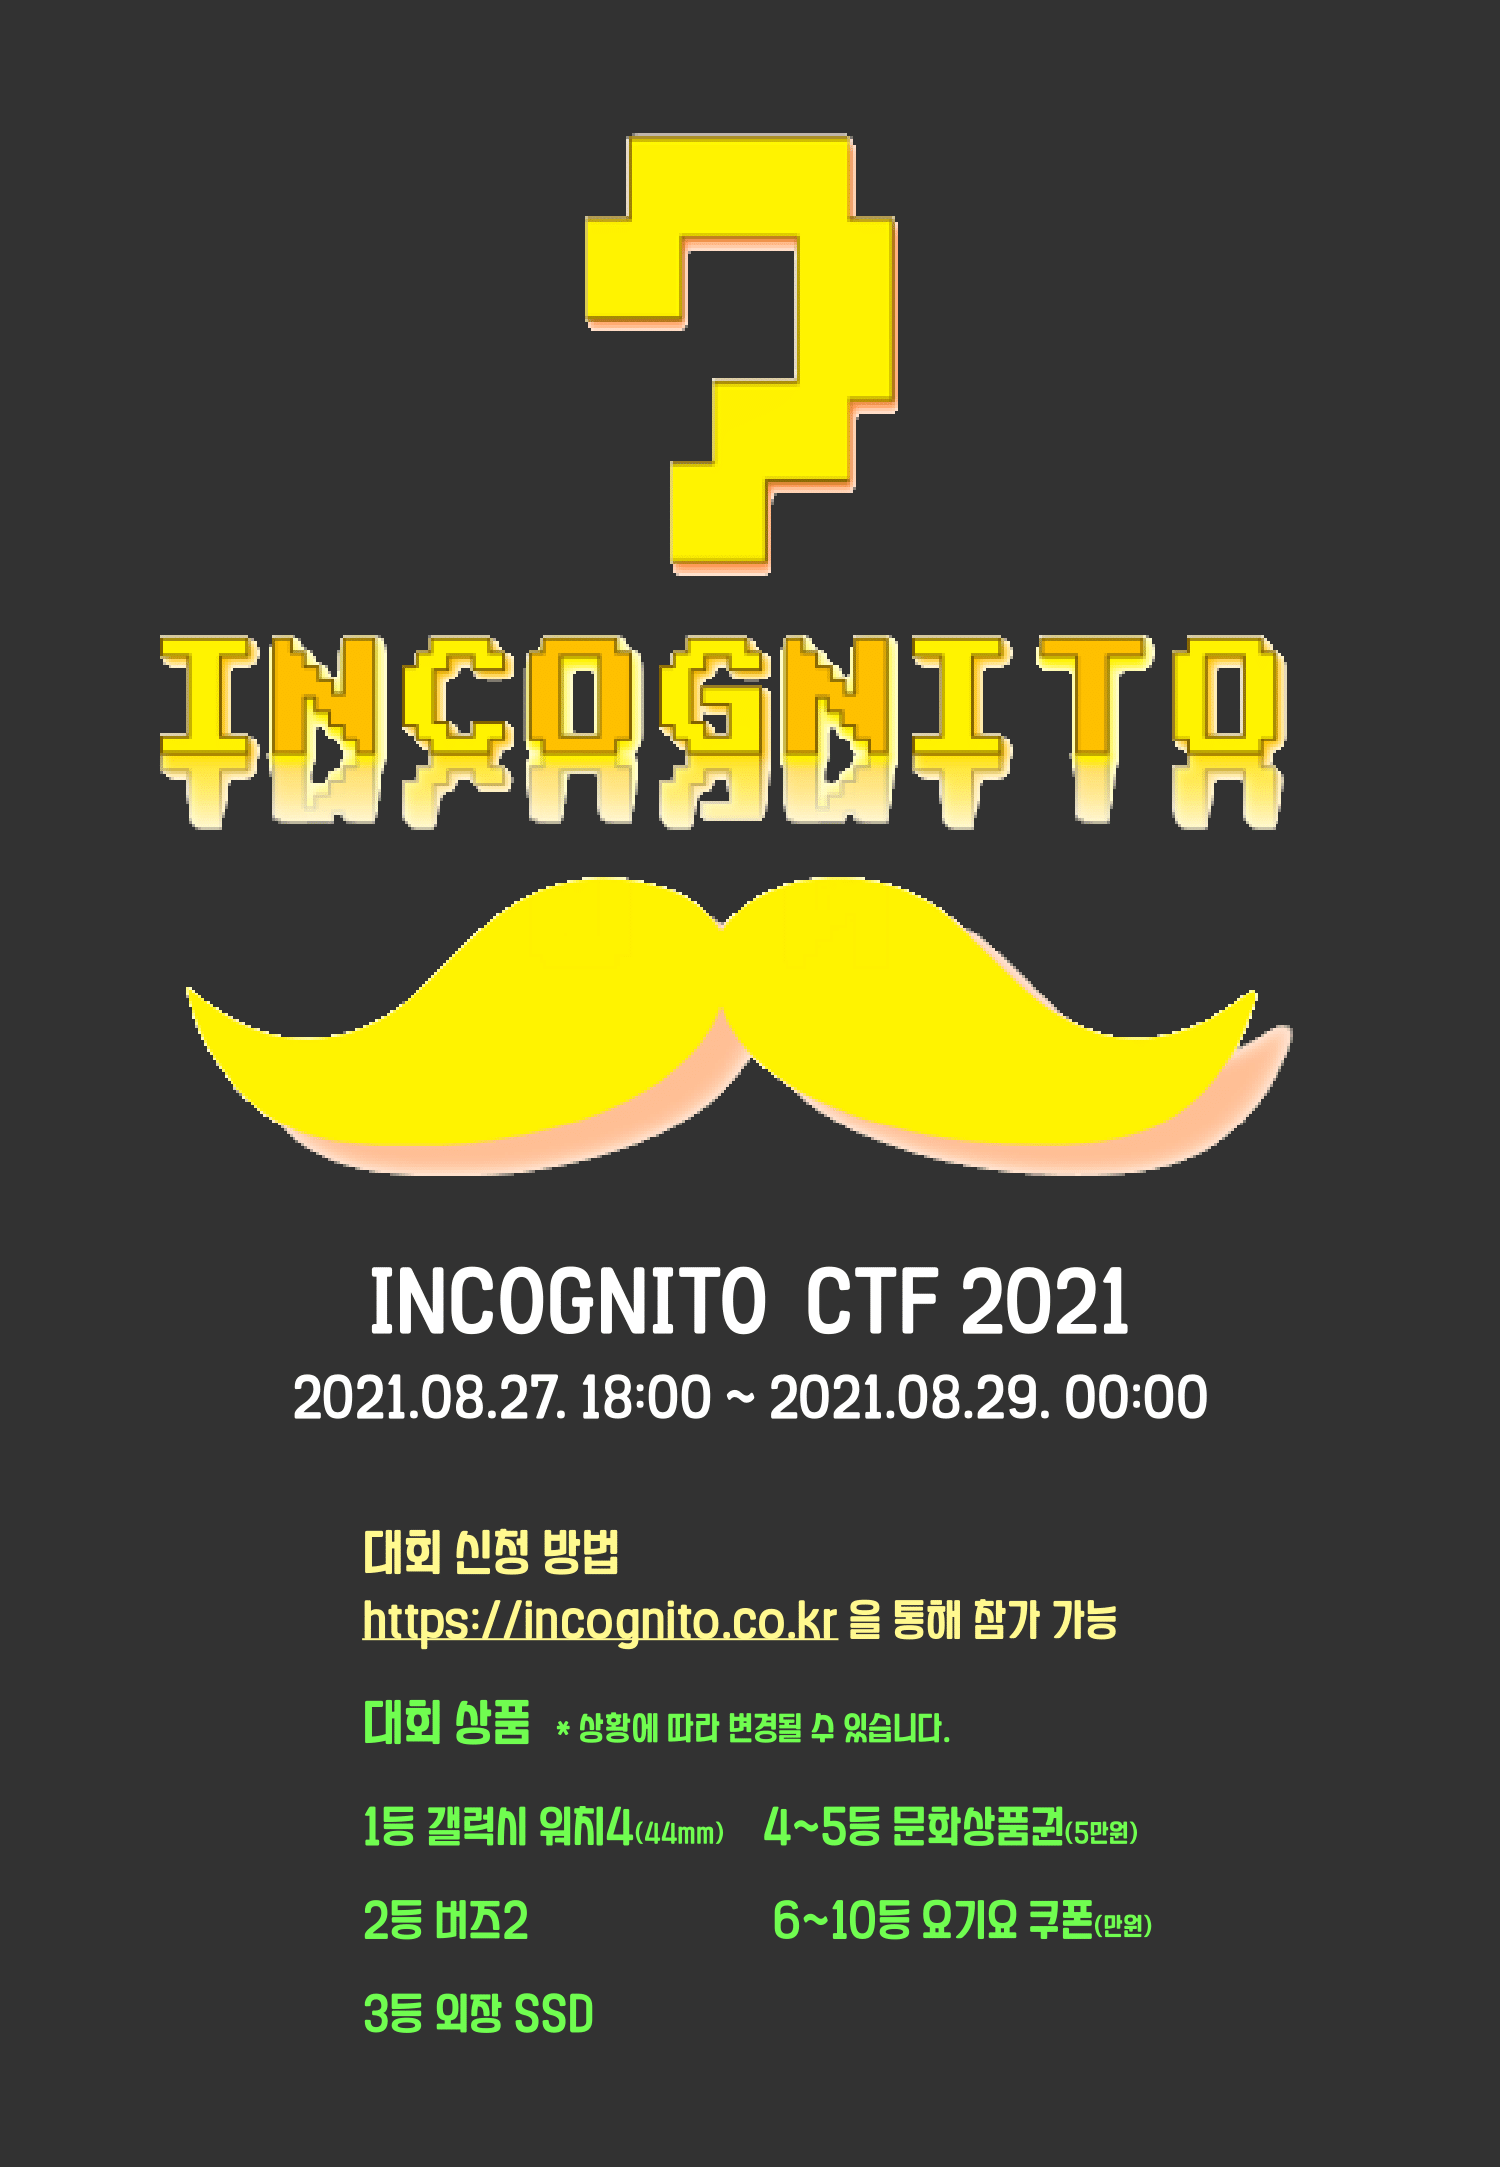 ?
INCOGNITO
INCOGNITO CTF 2021
2021.08.27. 18:00 ~ 2021.08.29. 00:00
대회 신청 방법
https://incognito.co.kr 을 통해 참가 가능
대회 상품 * 상황에 따라 변경될 수 있습니다.
1등 갤럭시 워치4(44mm) 4~5등 문화상품권(5만원)
2등 버즈2 6~10등 요기요 쿠폰(만원)
3등 외장 SSD